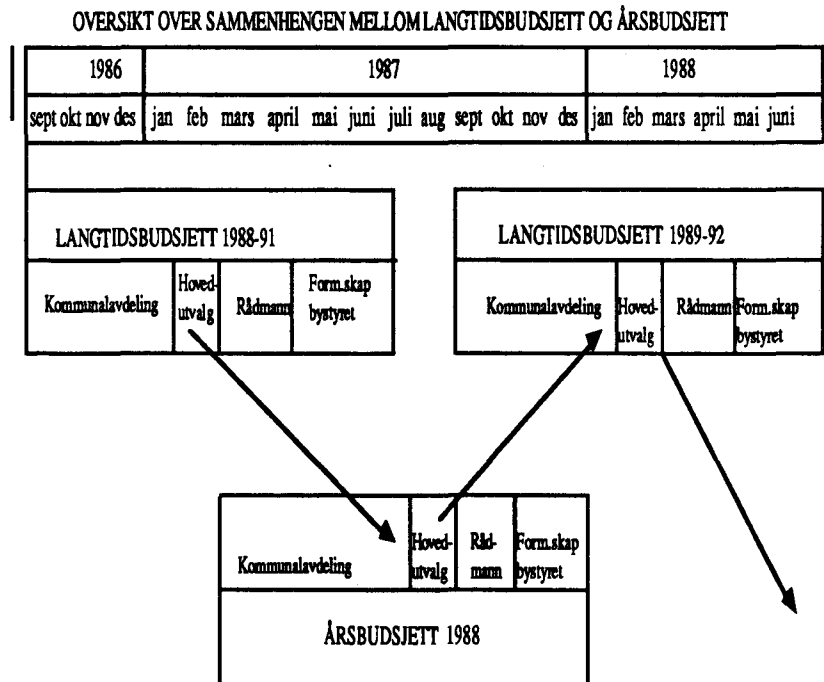 OVERSIKT OVER SAMMENHENGEN MELLOM LANGTIDSBUDSJETT OG ÅRSBUDSJETT
1986 1987 1988
sept okt nov des jan feb mars april mai juni juli aug sept okt nov des jan feb mars april mai juni
LANGTIDSBUDSJETT 1988-91
Kommunalavdeling
Hoved-
utvalg
Rådmann
Form.skap
bystyret
LANGTIDSBUDSJETT 1989-92
Kommunalavdeling
Hoved-
utvalg
Rådmann
Form.skap
bystyret
Kommunalavdeling
Hoved-
utvalg
Råd-
mann
Form.skap
bystyret
ÅRSBUDSJETT 1988